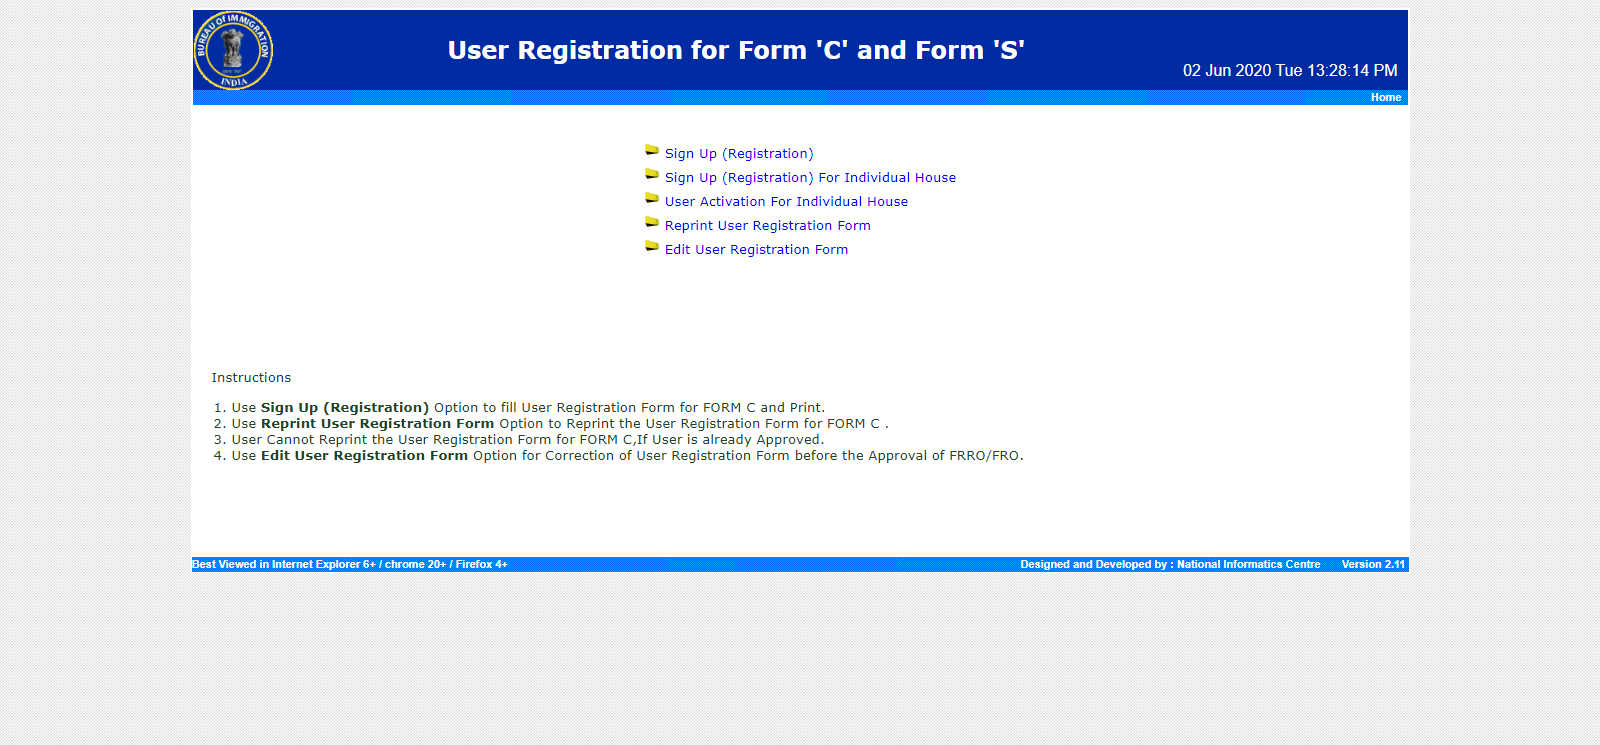 BUREAU OF IMMIGRATION
INDIA
User Registration for Form 'C' and Form 'S'
02 Jun 2020 Tue 13:28:14 PM
Home
Sign Up (Registration)
Sign Up (Registration) For Individual House
User Activation For Individual House
Reprint User Registration Form
Edit User Registration Form
Instructions
1. Use Sign Up (Registration) Option to fill User Registration Form for FORM C and Print.
2. Use Reprint User Registration Form Option to Reprint the User Registration Form for FORM C .
3. User Cannot Reprint the User Registration Form for FORM C,If User is already Approved.
4. Use Edit User Registration Form Option for Correction of User Registration Form before the Approval of FRRO/FRO.
Best Viewed in Internet Explorer 6+ / chrome 20+ / Firefox 4+ Designed and Developed by : National Informatics Centre Version 2.11